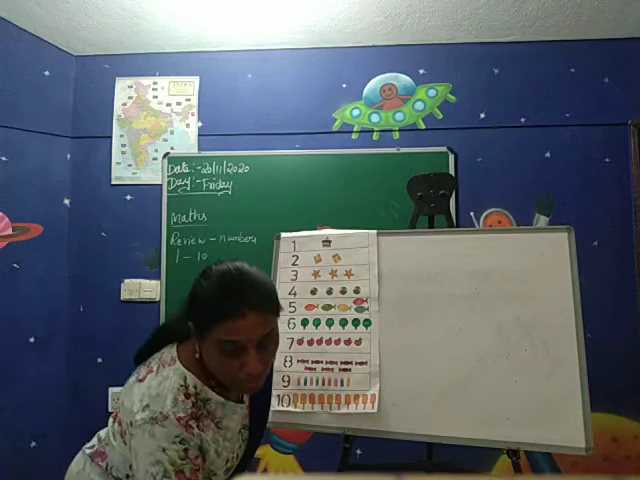 INDIA
Date:-20/11/2020
Day:-Friday
Maths
Review - numbers
1 - 10
1
2
3
4
5
6
7
8
9
10